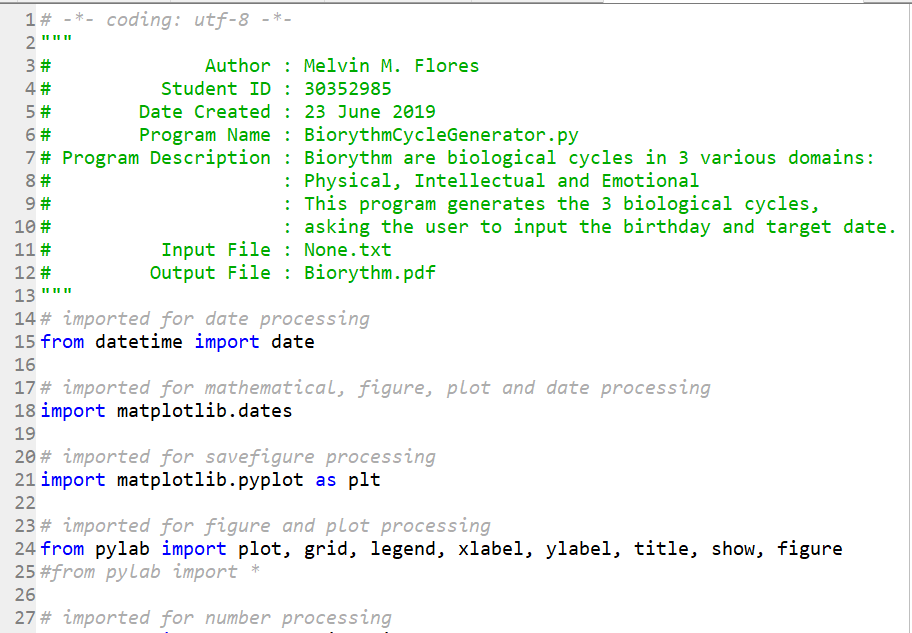 1 # -*- coding: utf-8 -*-
2 """
3 # Author : Melvin M. Flores
4 # Student ID : 30352985
5 # Date Created : 23 June 2019
6 # Program Name : BiorythmCycleGenerator.py
7 # Program Description : Biorythm are biological cycles in 3 various domains:
8 # : Physical, Intellectual and Emotional
9 # : This program generates the 3 biological cycles,
10 # : asking the user to input the birthday and target date.
11 # Input File : None.txt
12 # Output File : Biorythm.pdf
13 """
14 # imported for date processing
15 from datetime import date
16
17 # imported for mathematical, figure, plot and date processing
18 import matplotlib.dates
19
20 # imported for savefigure processing
21 import matplotlib.pyplot as plt
22
23 # imported for figure and plot processing
24 from pylab import plot, grid, legend, xlabel, ylabel, title, show, figure
25 #from pylab import *
26
27 # imported for number processing